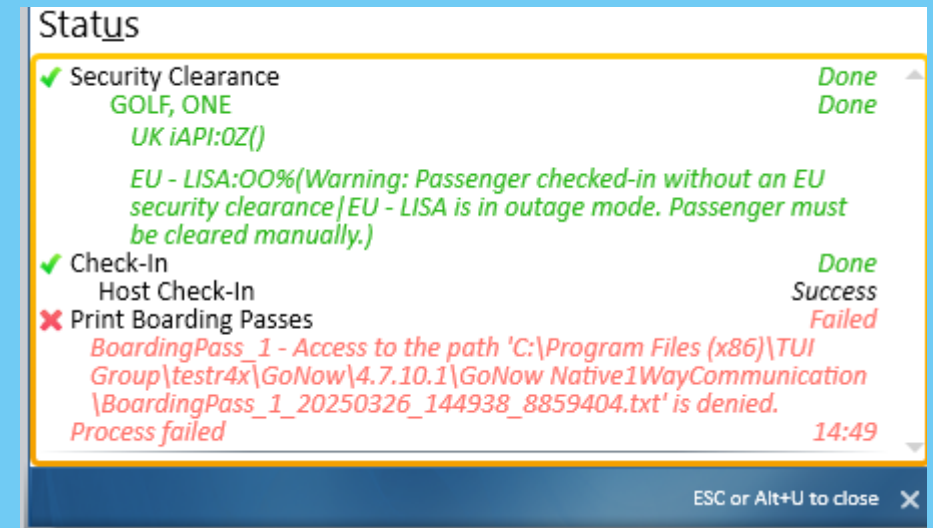 Status
Security Clearance Done
GOLF, ONE Done
UK iAPI:0Z()
EU - LISA:OO%(Warning: Passenger checked-in without an EU
security clearance|EU - LISA is in outage mode. Passenger must
be cleared manually.)
Check-In Done
Host Check-In Success
Print Boarding Passes Failed
BoardingPass_1 - Access to the path 'C:\Program Files (x86)\TUI
Group\testr4x\GoNow\4.7.10.1\GoNow Native1WayCommunication
\BoardingPass_1_20250326_144938_8859404.txt' is denied.
Process failed 14:49
ESC or Alt+U to close